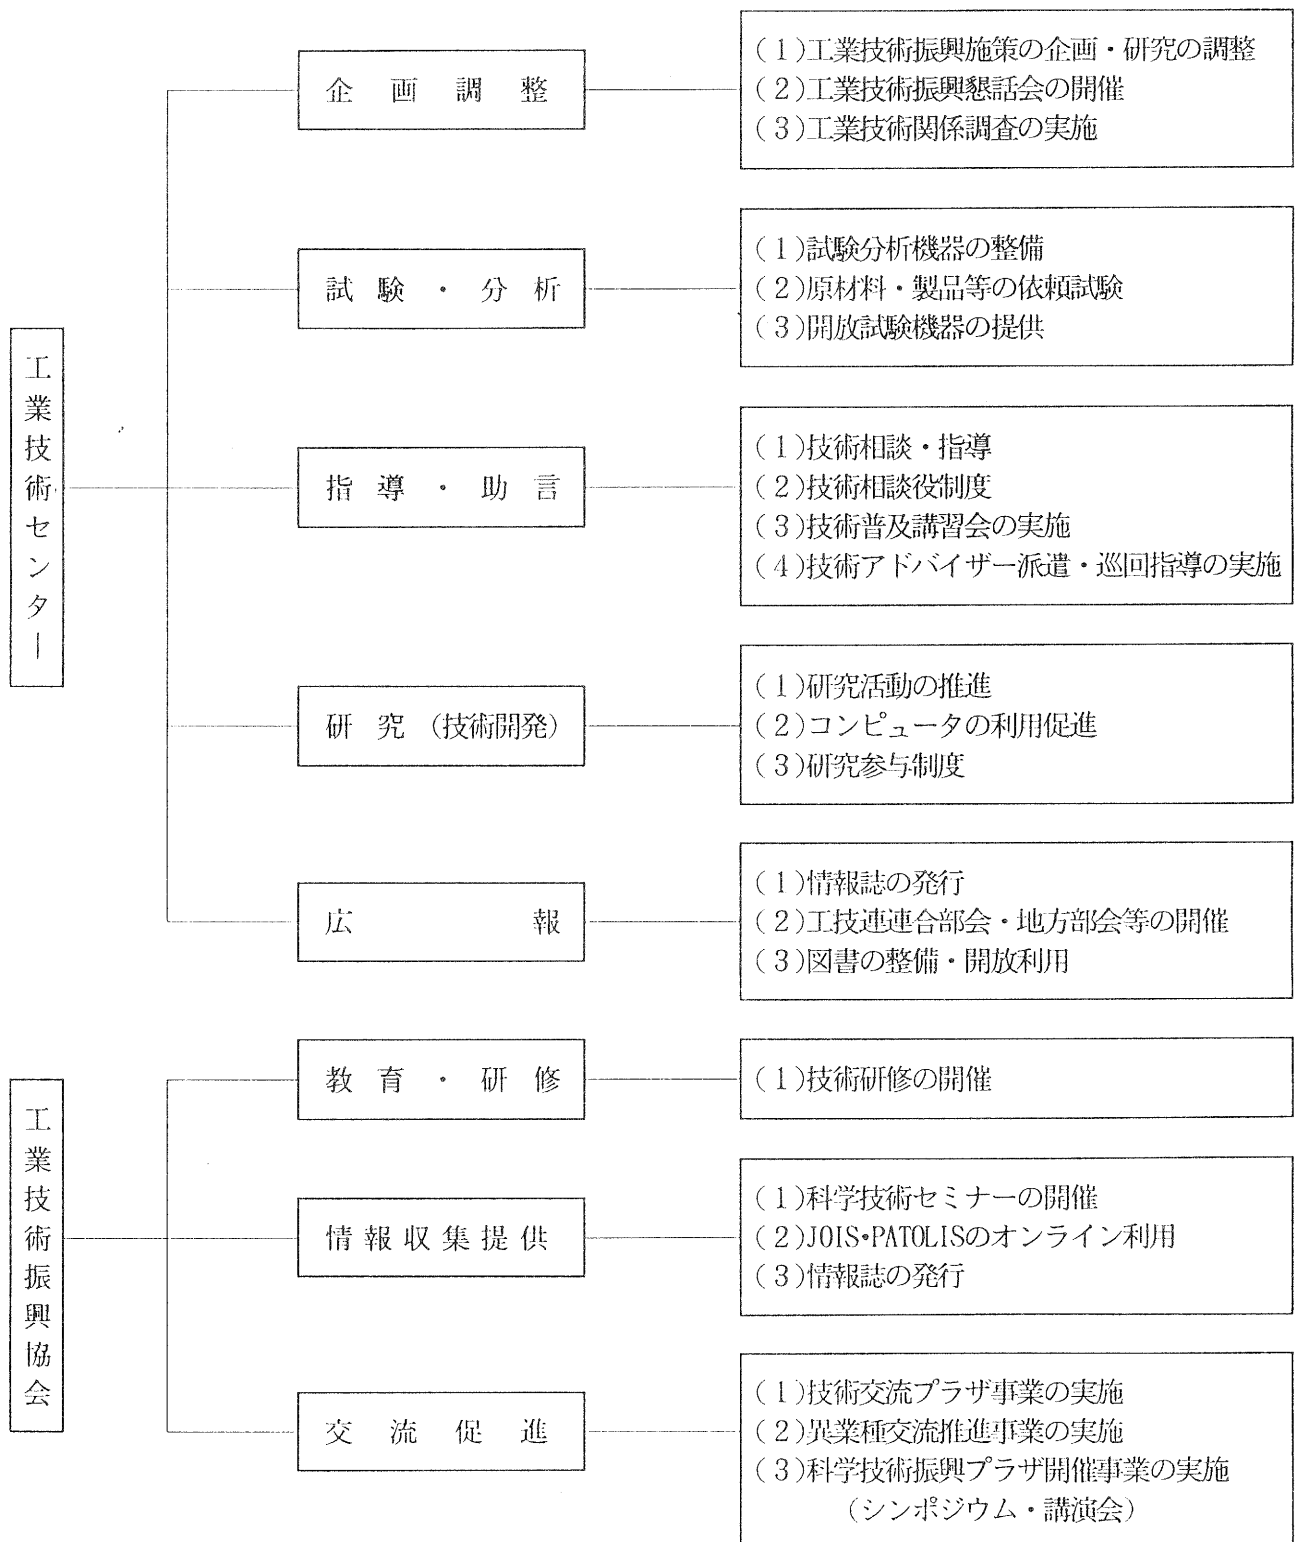 工業技術センター
企画調整
(1)工業技術振興施策の企画・研究の調整
(2)工業技術振興懇話会の開催
(3)工業技術関係調査の実施
試験・分析
(1)試験分析機器の整備
(2)原材料・製品等の依頼試験
(3)開放試験機器の提供
指導・助言
(1)技術相談・指導
(2)技術相談役制度
(3)技術普及講習会の実施
(4)技術アドバイザー派遣・巡回指導の実施
研究(技術開発)
(1)研究活動の推進
(2)コンピュータの利用促進
(3)研究参与制度
広報
(1)情報誌の発行
(2)工技連連合部会・地方部会等の開催
(3)図書の整備・開放利用
工業技術振興協会
教育・研修
(1)技術研修の開催
情報収集提供
(1)科学技術セミナーの開催
(2)JOIS•PATOLISのオンライン利用
(3)情報誌の発行
交流促進
(1)技術交流プラザ事業の実施
(2)異業種交流推進事業の実施
(3)科学技術振興プラザ開催事業の実施
(シンポジウム・講演会)